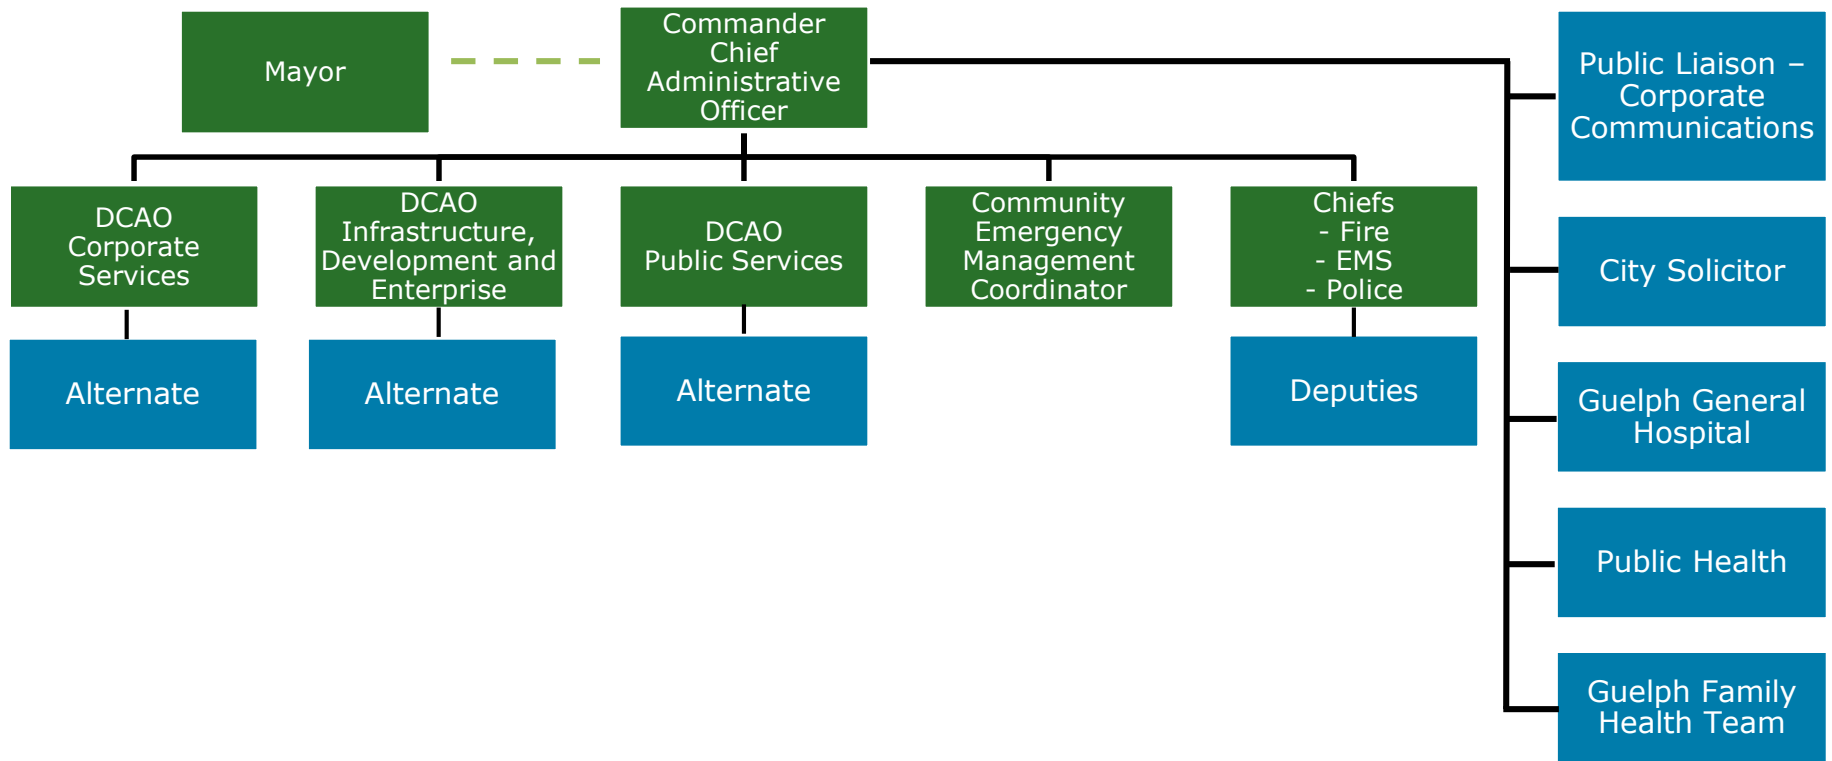 Mayor
Commander
Chief
Administrative
Officer
DCAO
Corporate
Services
DCAO
Infrastructure,
Development and
Enterprise
DCAO
Public Services
Community
Emergency
Management
Coordinator
Chiefs
- Fire
- EMS
- Police
Alternate
Alternate
Alternate
Deputies
Public Liaison –
Corporate
Communications
City Solicitor
Guelph General
Hospital
Public Health
Guelph Family
Health Team